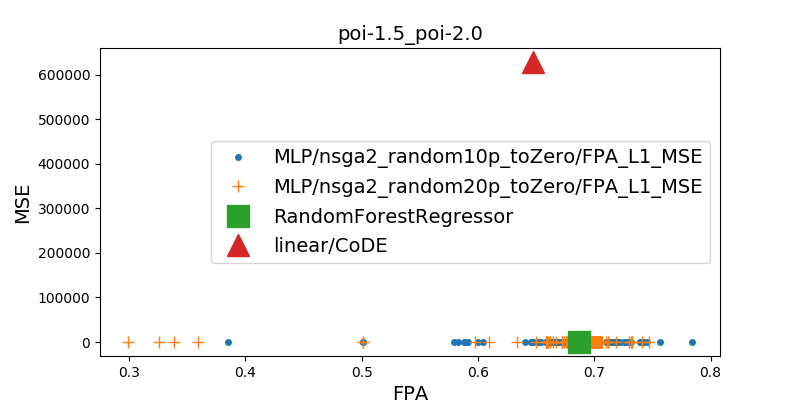 poi-1.5_poi-2.0
600000
500000
400000
300000
200000
100000
0
MSE
MLP/nsga2_random10p_toZero/FPA_L1_MSE
MLP/nsga2_random20p_toZero/FPA_L1_MSE
RandomForestRegressor
linear/CoDE
0.3 0.4 0.5 0.6 0.7 0.8
FPA